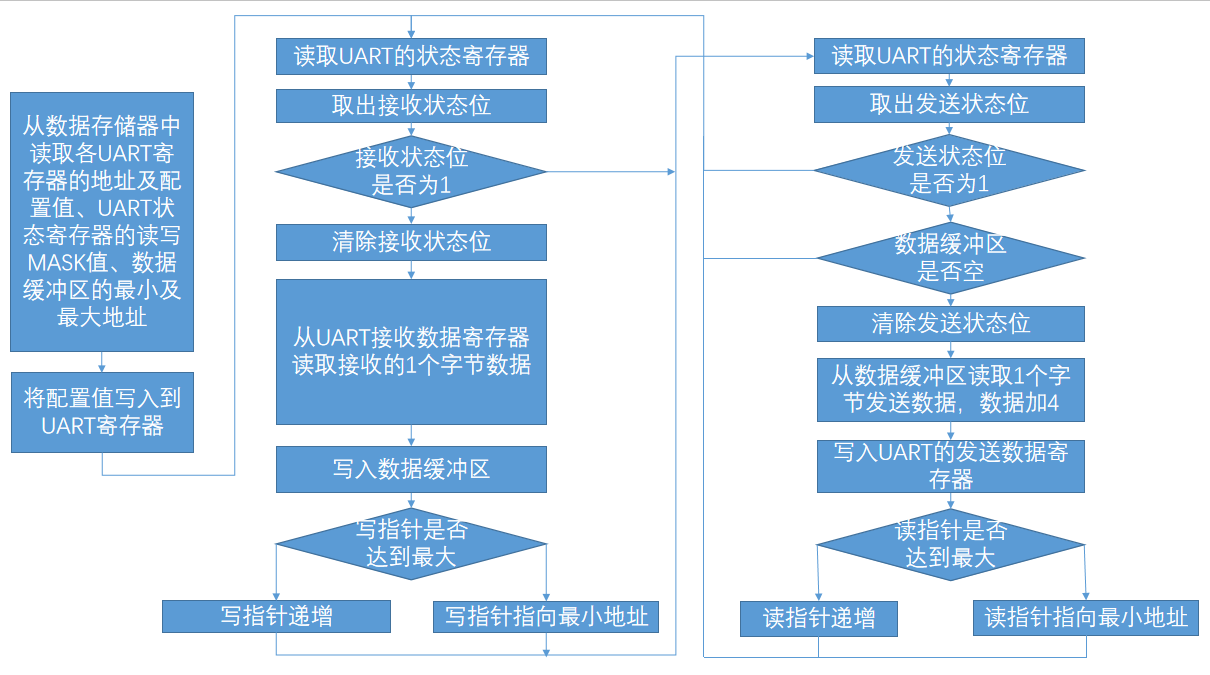 从数据存储器中
读取各UART寄
存器的地址及配
置值、UART状
态寄存器的读写
MASK值、数据
缓冲区的最小及
最大地址
将配置值写入到
UART寄存器
读取UART的状态寄存器
取出接收状态位
接收状态位
是否为1
清除接收状态位
从UART接收数据寄存器
读取接收的1个字节数据
写入数据缓冲区
写指针是否
达到最大
写指针递增
写指针指向最小地址
读取UART的状态寄存器
取出发送状态位
发送状态位
是否为1
数据缓冲区
是否空
清除发送状态位
从数据缓冲区读取1个字
节发送数据，数据加4
写入UART的发送数据寄
存器
读指针是否
达到最大
读指针递增
读指针指向最小地址